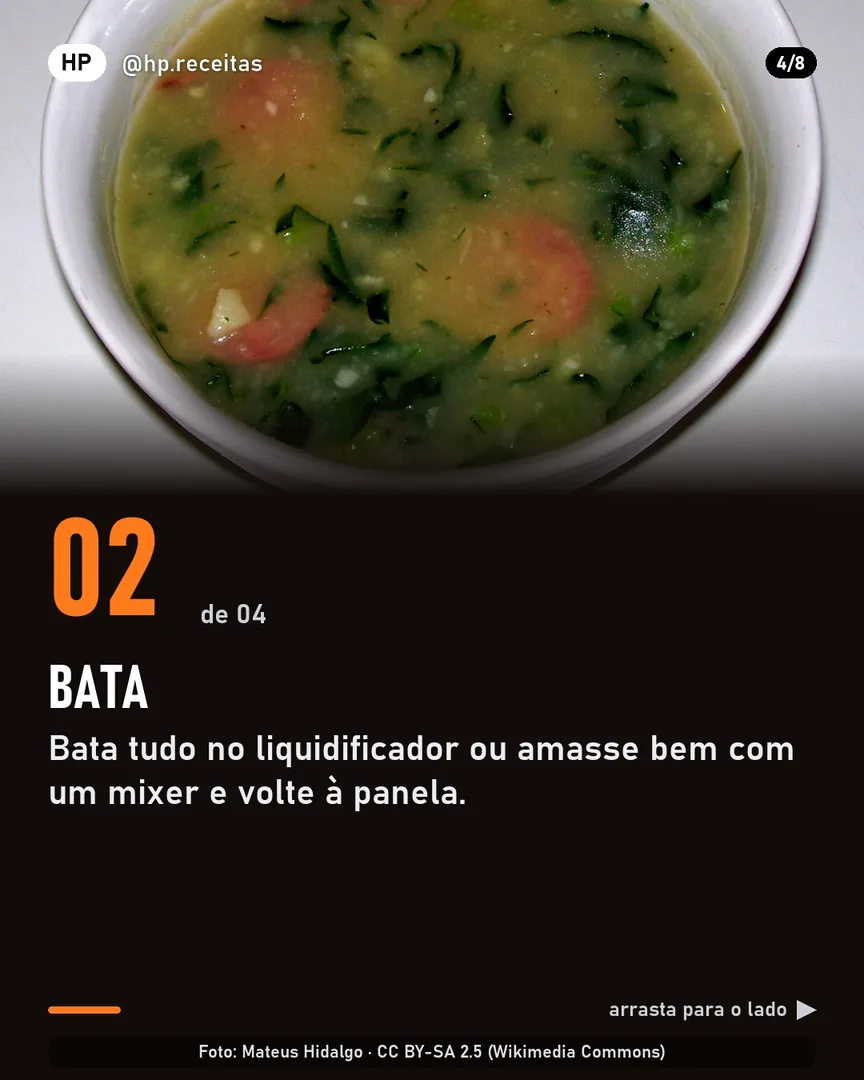 HP @hp.receitas 4/8
02 de 04
BATA
Bata tudo no liquidificador ou amasse bem com
um mixer e volte à panela.
arrasta para o lado ▶
Foto: Mateus Hidalgo · CC BY-SA 2.5 (Wikimedia Commons)